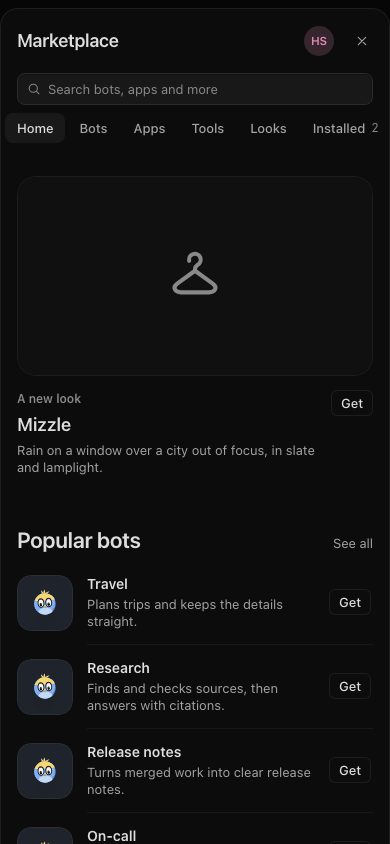 Marketplace
HS
Search bots, apps and more
Home Bots Apps Tools Looks Installed 2
A new look
Get
Mizzle
Rain on a window over a city out of focus, in slate
and lamplight.
Popular bots
See all
Travel
Plans trips and keeps the details
straight.
Get
Research
Finds and checks sources, then
answers with citations.
Get
Release notes
Turns merged work into clear release
notes.
Get
On-call